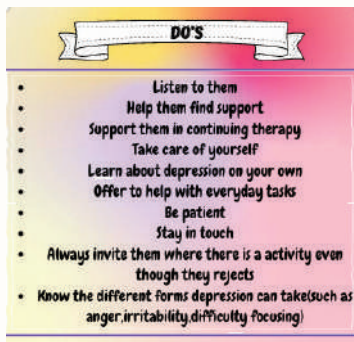 DO'S
• Listen to them
• Help them find support
• Support them in continuing therapy
• Take care of yourself
• Learn about depression on your own
• Offer to help with everyday tasks
• Be patient
• Stay in touch
• Always invite them where there is a activity even
though they rejects
• Know the different forms depression can take(such as
anger,irritability,difficulty focusing)